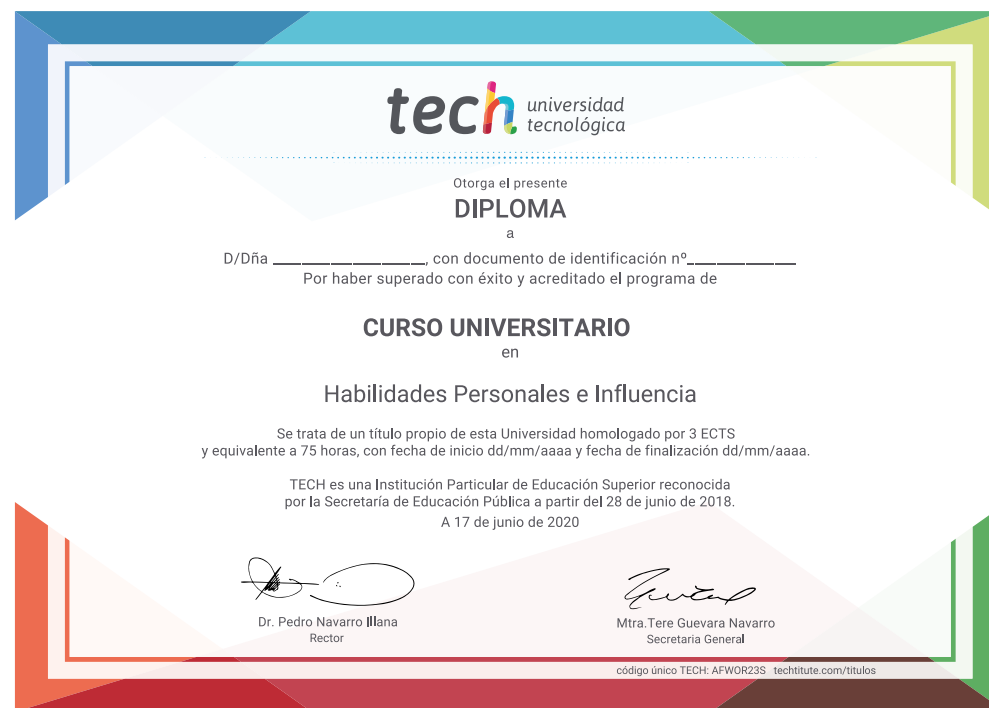 tech universidad
tecnológica
Otorga el presente
DIPLOMA
a
D/Dña ________________, con documento de identificación nº___________
Por haber superado con éxito y acreditado el programa de
CURSO UNIVERSITARIO
en
Habilidades Personales e Influencia
Se trata de un título propio de esta Universidad homologado por 3 ECTS
y equivalente a 75 horas, con fecha de inicio dd/mm/aaaa y fecha de finalización dd/mm/aaaa.
TECH es una Institución Particular de Educación Superior reconocida
por la Secretaría de Educación Pública a partir del 28 de junio de 2018.
A 17 de junio de 2020
Dr. Pedro Navarro Illana
Rector
Mtra.Tere Guevara Navarro
Secretaria General
código único TECH: AFWOR23S techtitute.com/titulos